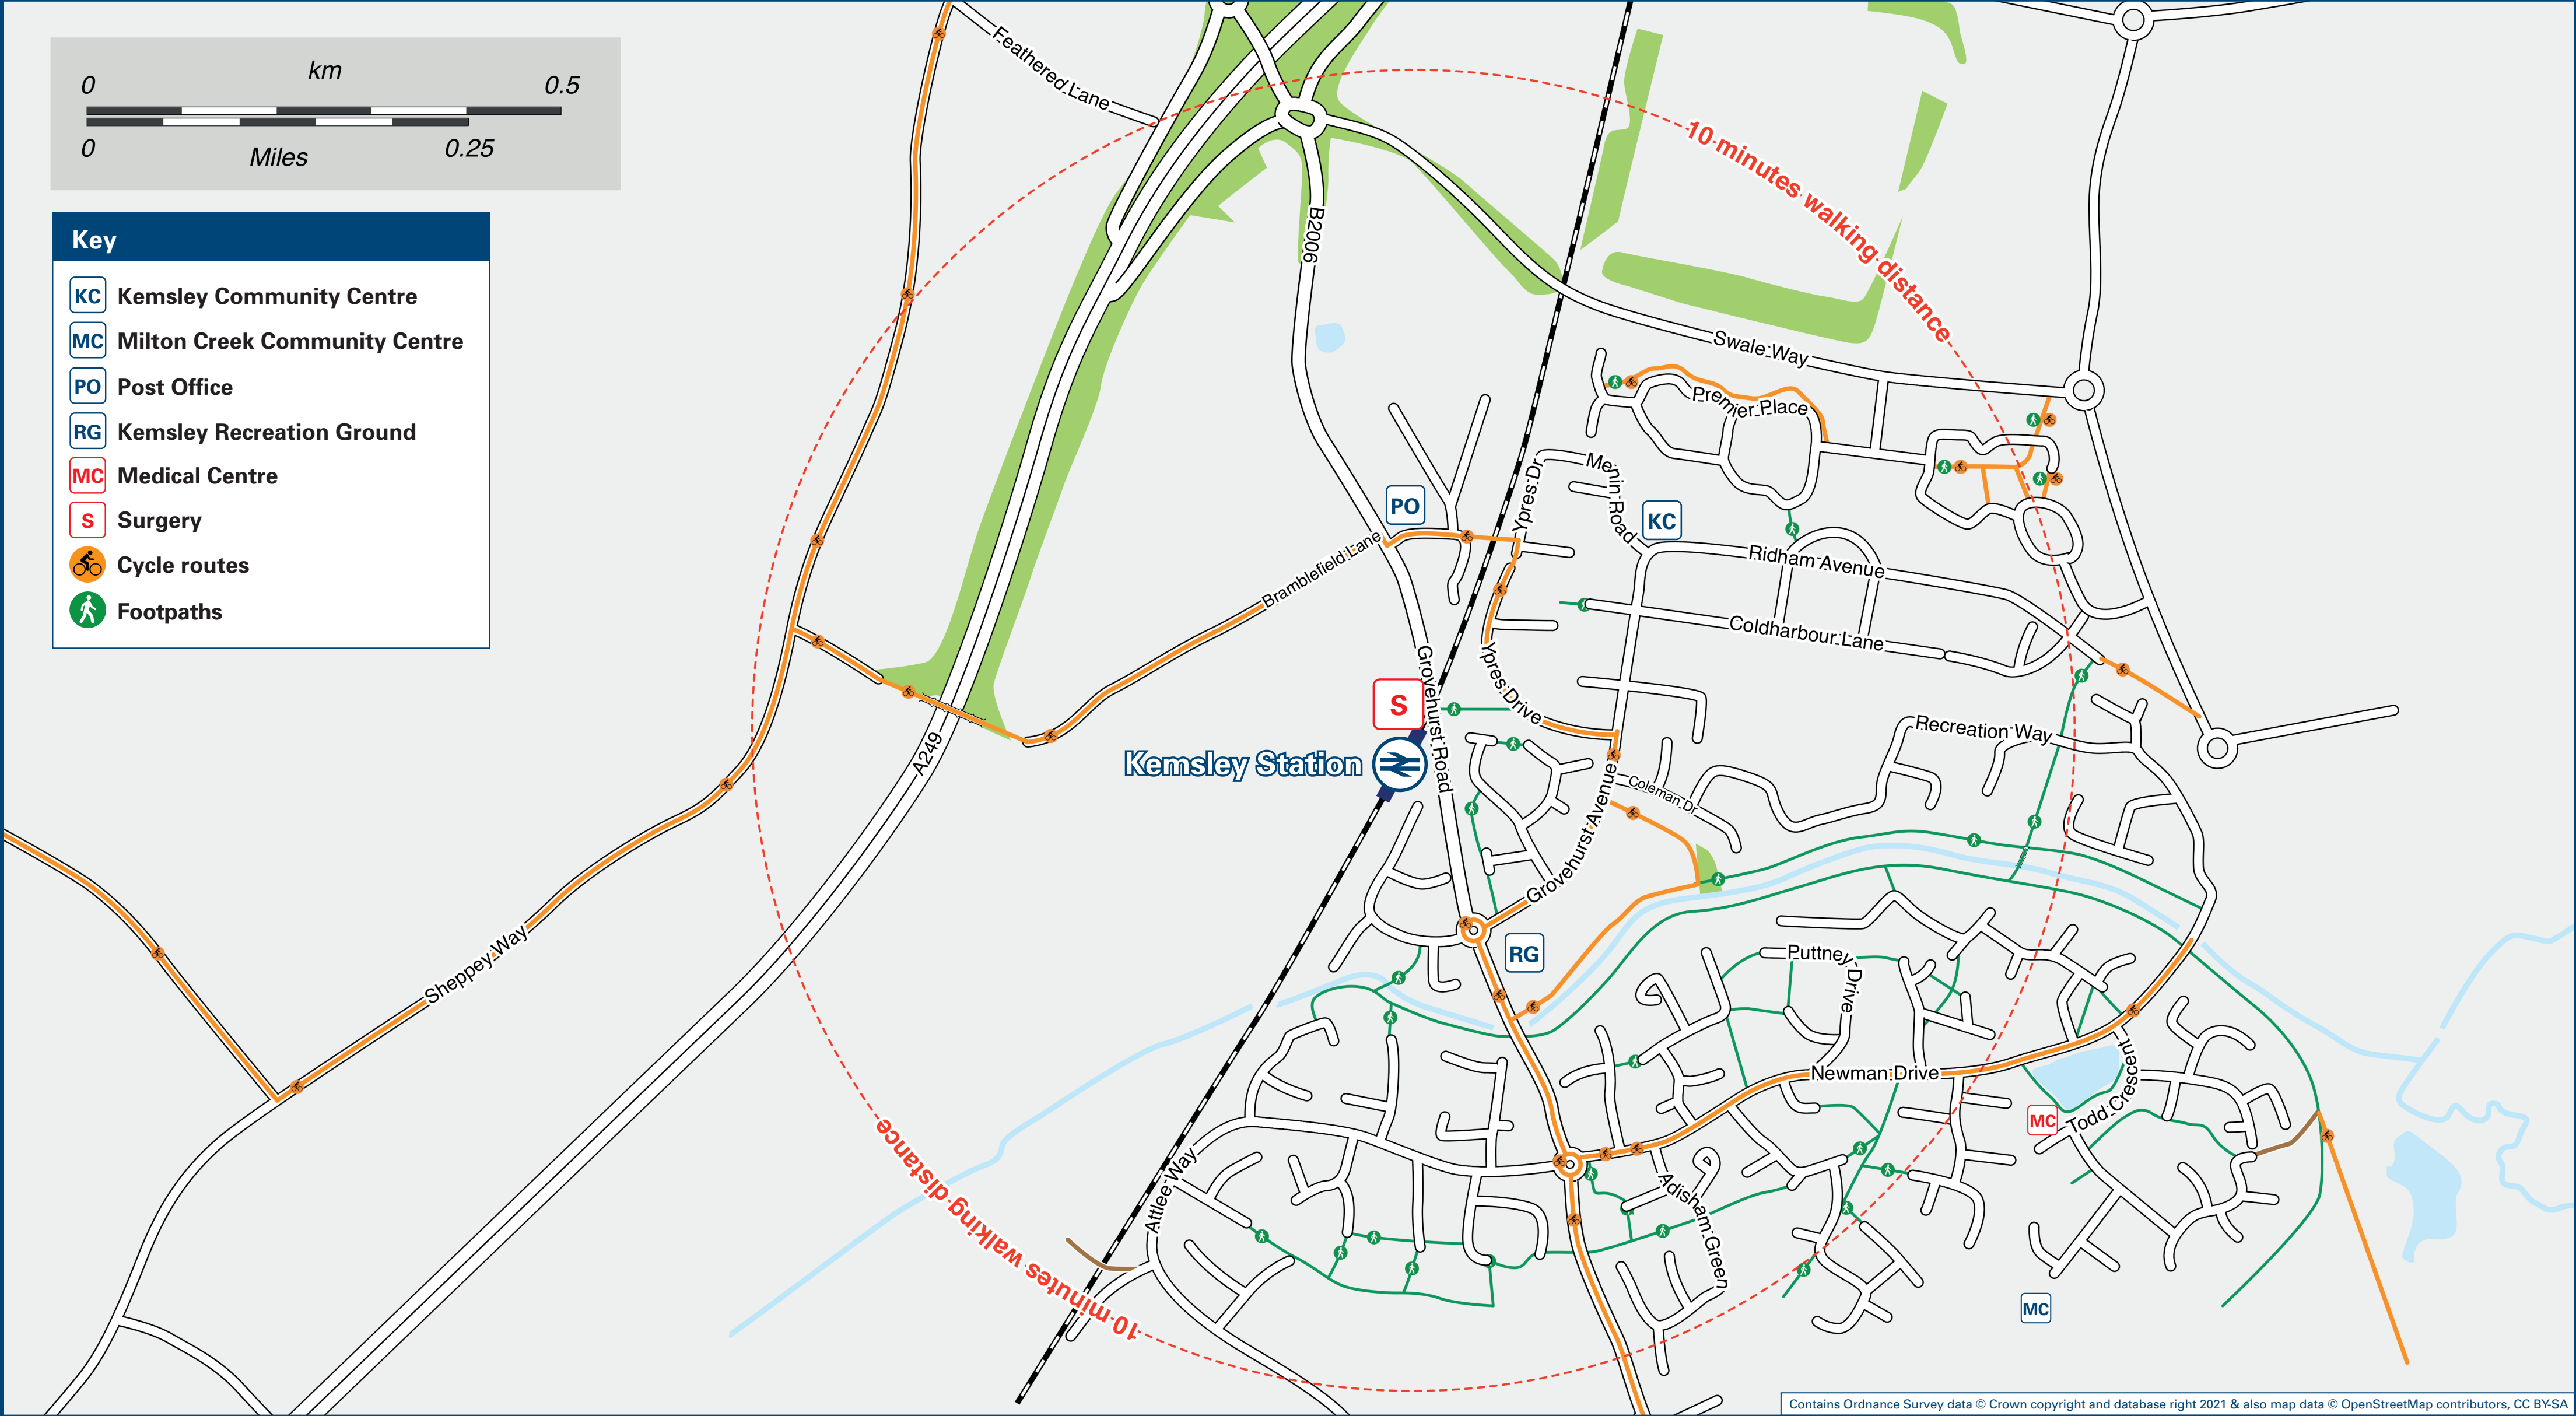 km
0 0.5
0 0.25
Miles
Key
KC Kemsley Community Centre
MC Milton Creek Community Centre
PO Post Office
RG Kemsley Recreation Ground
MC Medical Centre
S Surgery
Cycle routes
Footpaths
Feathered Lane
B2006
10 minutes walking distance
Swale Way
Premier Place
Menin Road
Ypres Dr
PO
KC
Bramblefield Lane
Ridham Avenue
Coldharbour Lane
Grovehurst Road
Ypres Drive
S
Kemsley Station
A249
Recreation Way
Coleman Dr
Grovehurst Avenue
RG
Sheppey Way
Puttney Drive
Newman Drive
MC
Todd Crescent
Attlee Way
Adisham Green
10 minutes walking distance
MC
Contains Ordnance Survey data © Crown copyright and database right 2021 & also map data © OpenStreetMap contributors, CC BY-SA